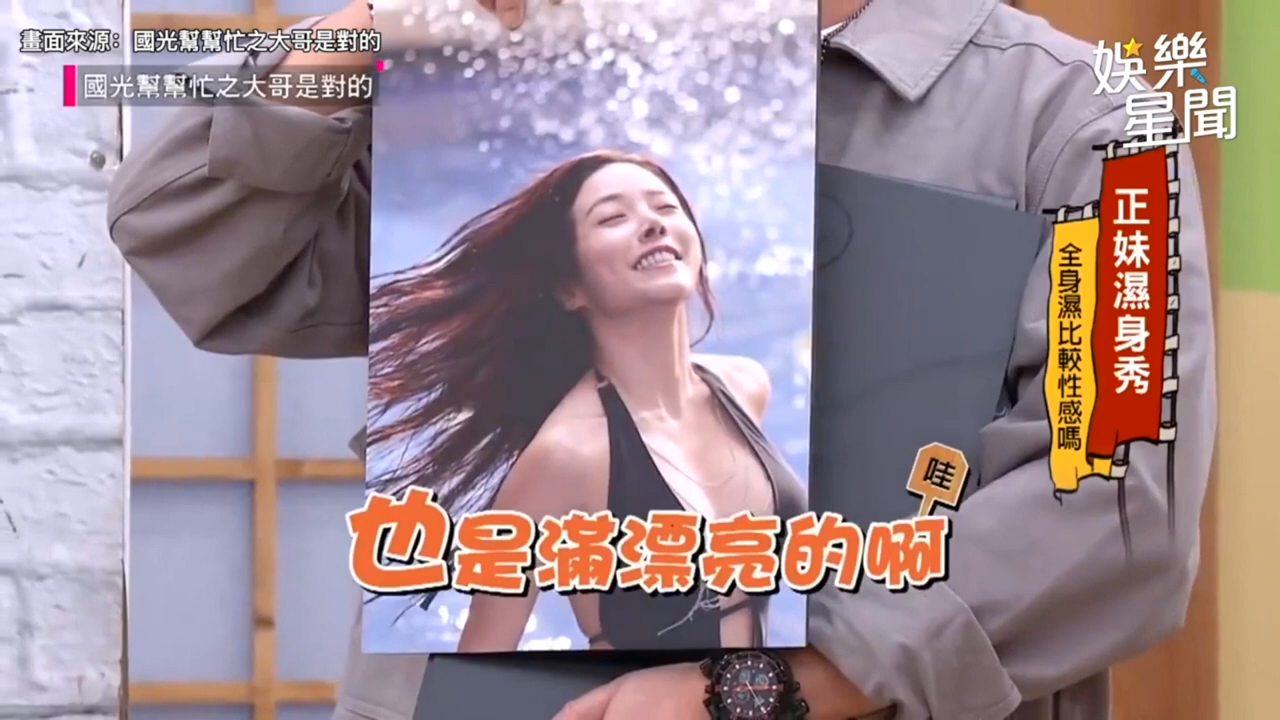 畫面來源：國光幫幫忙之大哥是對的
國光幫幫忙之大哥是對的
娛樂
星聞
正妹濕身秀
全身濕比較性感嗎
哇
也是滿漂亮的啊